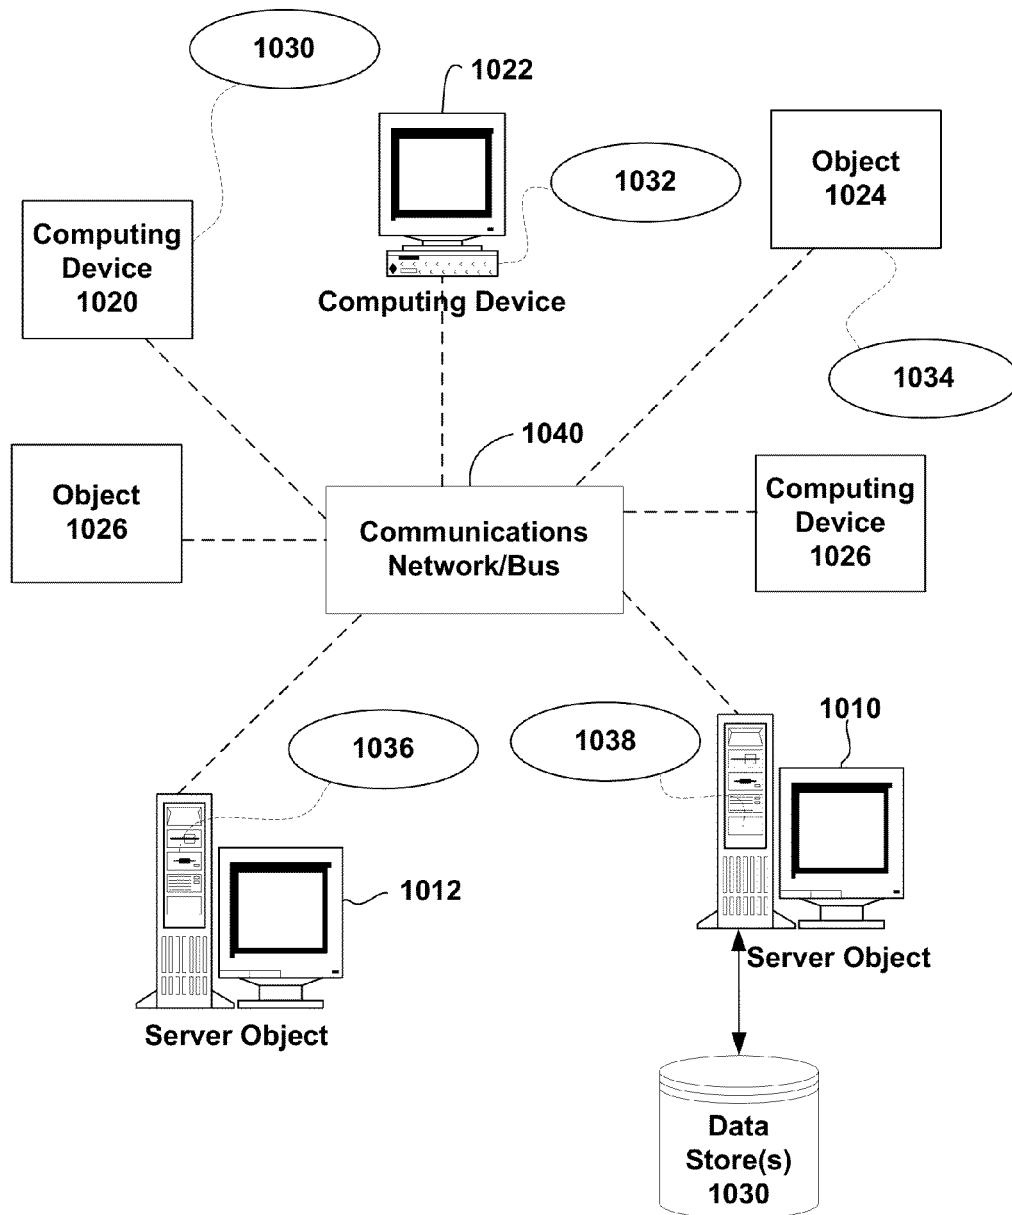 1030
1022
1032
Object
1024
Computing
Device
1020
Computing Device
1034
1040
Object
1026
Communications
Network/Bus
Computing
Device
1026
1036
1038
1010
1012
Server Object
Server Object
Data
Store(s)
1030